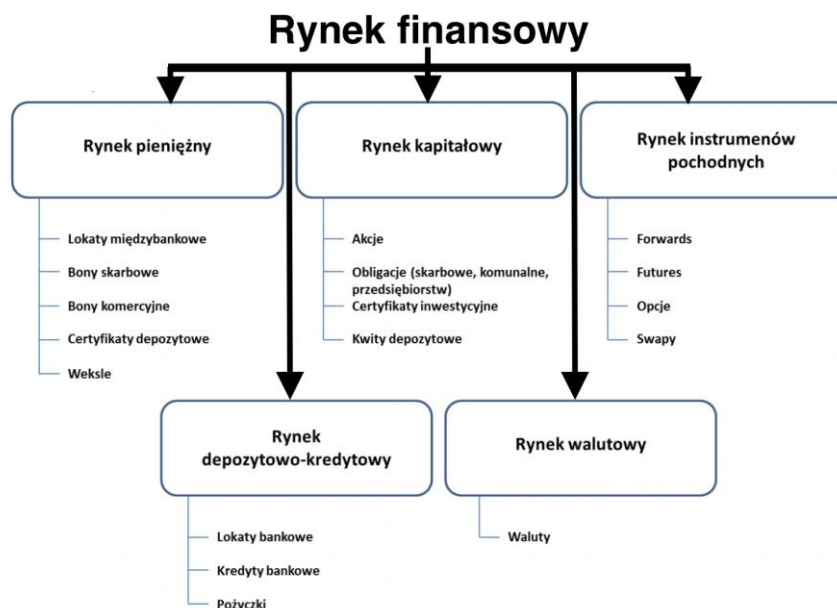 Rynek finansowy
Rynek pieniężny
Lokaty międzybankowe
Bony skarbowe
Bony komercyjne
Certyfikaty depozytowe
Weksle
Rynek kapitałowy
Akcje
Obligacje (skarbowe, komunalne,
przedsiębiorstw)
Certyfikaty inwestycyjne
Kwity depozytowe
Rynek instrumenów
pochodnych
Forwards
Futures
Opcje
Swapy
Rynek
depozytowo-kredytowy
Lokaty bankowe
Kredyty bankowe
Pożyczki
Rynek walutowy
Waluty